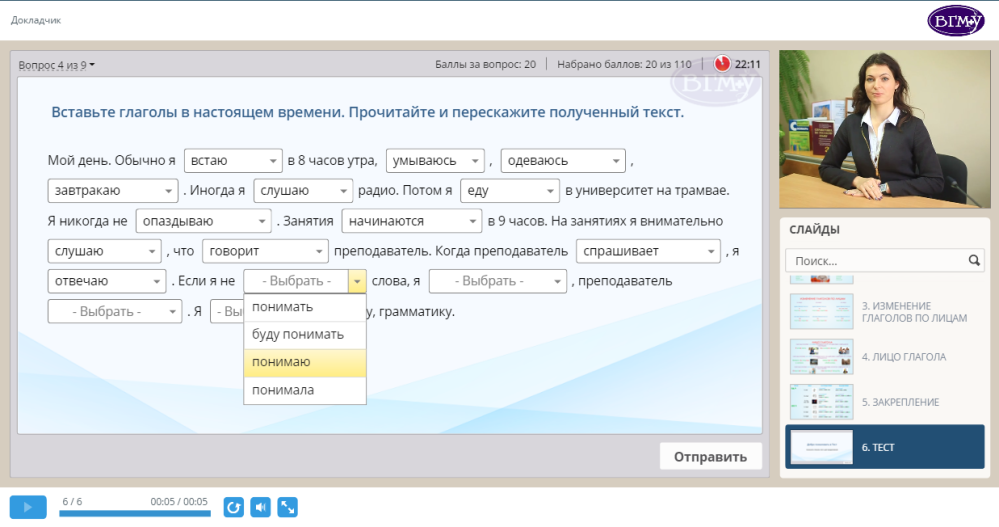 Докладчик
ВГМУ
Вопрос 4 из 9
Баллы за вопрос: 20 | Набрано баллов: 20 из 110 | 22:11
ВГМУ
Вставьте глаголы в настоящем времени. Прочитайте и перескажите полученный текст.
Мой день. Обычно я встаю в 8 часов утра, умываюсь , одеваюсь ,
завтракаю . Иногда я слушаю радио. Потом я еду в университет на трамвае.
Я никогда не опаздываю . Занятия начинаются в 9 часов. На занятиях я внимательно
слушаю , что говорит преподаватель. Когда преподаватель спрашивает , я
отвечаю . Если я не - Выбрать - слова, я - Выбрать - , преподаватель
- Выбрать - . Я - Вы у, грамматику.
понимать
буду понимать
понимаю
понимала
Отправить
СЛАЙДЫ
Поиск...
3. ИЗМЕНЕНИЕ
ГЛАГОЛОВ ПО ЛИЦАМ
4. ЛИЦО ГЛАГОЛА
5. ЗАКРЕПЛЕНИЕ
6. ТЕСТ
6 / 6
00:05 / 00:05